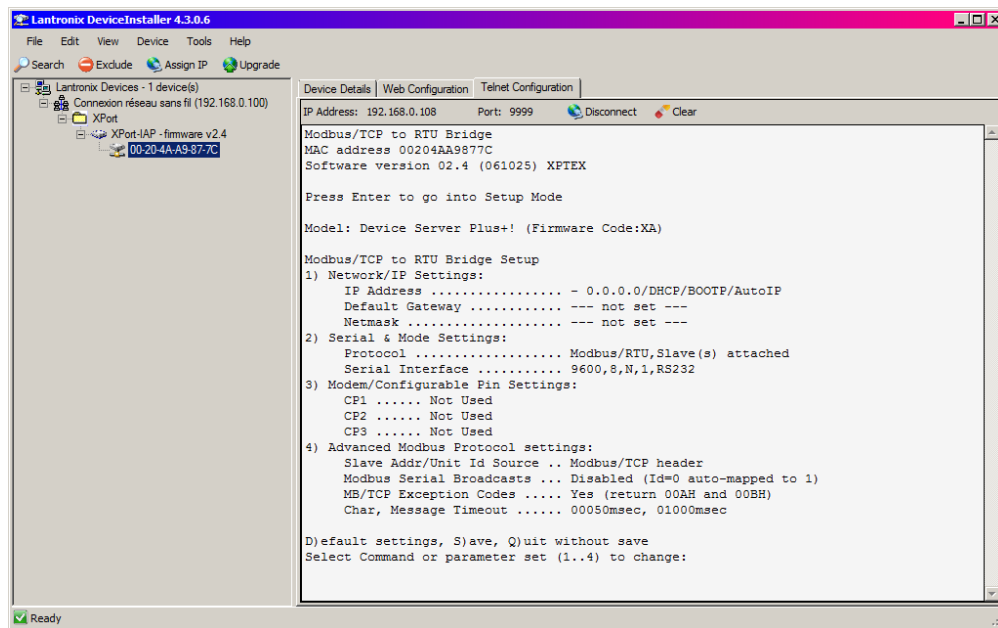 Lantronix DeviceInstaller 4.3.0.6
File Edit View Device Tools Help
Search Exclude Assign IP Upgrade
Lantronix Devices - 1 device(s)
Connexion réseau sans fil (192.168.0.100)
XPort
XPort-IAP - firmware v2.4
00-20-4A-A9-87-7C
Device Details Web Configuration Telnet Configuration
IP Address: 192.168.0.108 Port: 9999 Disconnect Clear
Modbus/TCP to RTU Bridge
MAC address 00204AA9877C
Software version 02.4 (061025) XPTEX
Press Enter to go into Setup Mode
Model: Device Server Plus+! (Firmware Code:XA)
Modbus/TCP to RTU Bridge Setup
1) Network/IP Settings:
IP Address ................. - 0.0.0.0/DHCP/BOOTP/AutoIP
Default Gateway ............ --- not set ---
Netmask .................... --- not set ---
2) Serial & Mode Settings:
Protocol ................... Modbus/RTU,Slave(s) attached
Serial Interface ........... 9600,8,N,1,RS232
3) Modem/Configurable Pin Settings:
CP1 ...... Not Used
CP2 ...... Not Used
CP3 ...... Not Used
4) Advanced Modbus Protocol settings:
Slave Addr/Unit Id Source .. Modbus/TCP header
Modbus Serial Broadcasts ... Disabled (Id=0 auto-mapped to 1)
MB/TCP Exception Codes ..... Yes (return 00AH and 00BH)
Char, Message Timeout ...... 00050msec, 01000msec
D)efault settings, S)ave, Q)uit without save
Select Command or parameter set (1..4) to change:
Ready